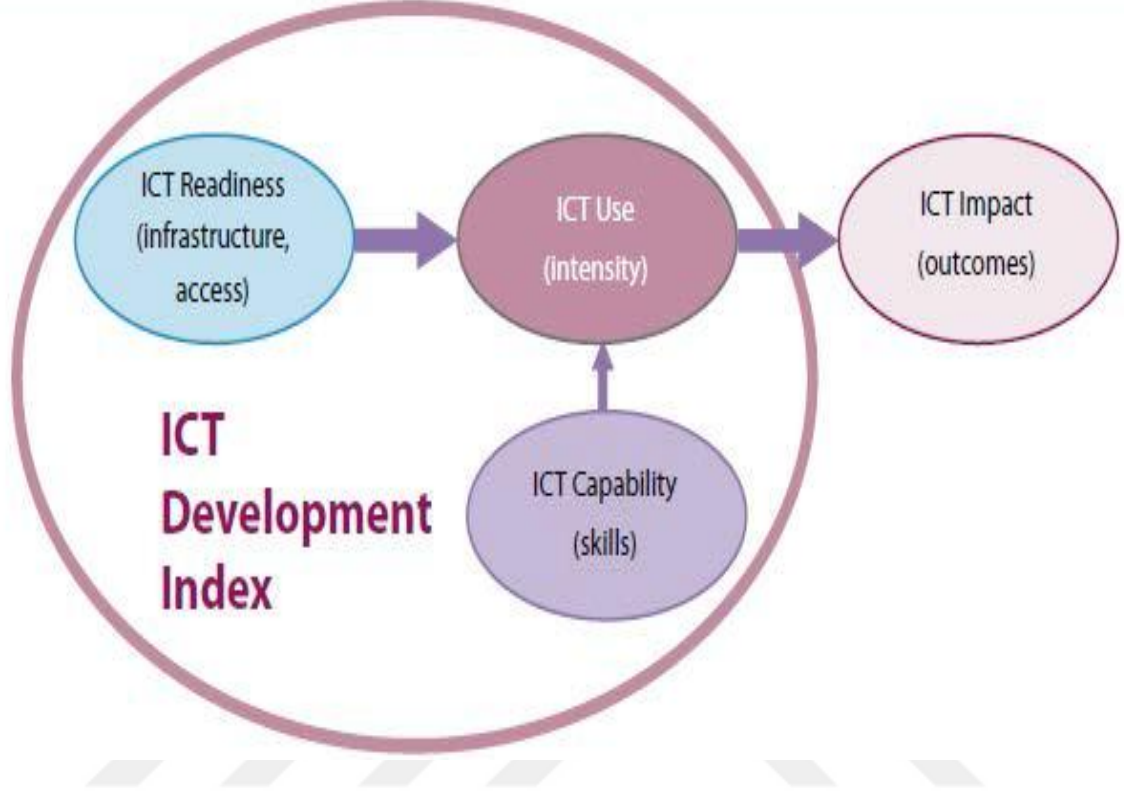 ICT Readiness
(infrastructure,
access)
ICT Use
(intensity)
ICT Impact
(outcomes)
ICT
Development
Index
ICT Capability
(skills)